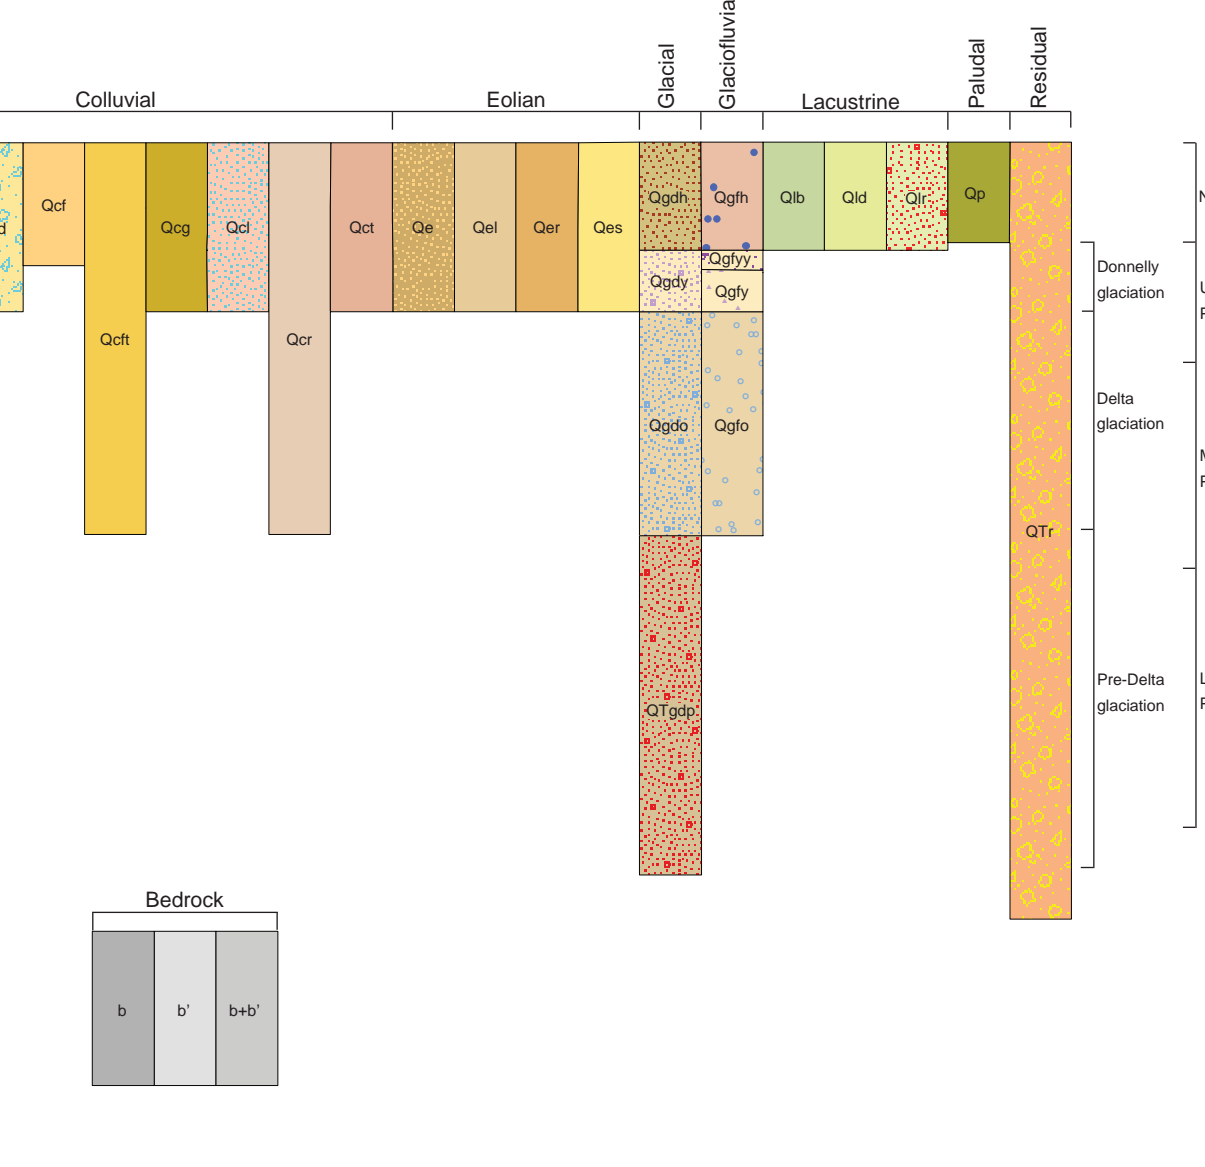 Colluvial
Eolian
Glacial
Glaciofluvia
Lacustrine
Paludal
Residual
d
Qcf
Qcft
Qcg
Qcl
Qcr
Qct
Qe
Qel
Qer
Qes
Qgdh
Qgfh
Qlb
Qld
Qlr
Qp
Qgfyy
Qgdy
Qgfy
Qgdo
Qgfo
QTgdp
QTr
Donnelly
glaciation
Delta
glaciation
Pre-Delta
glaciation
Bedrock
b
b’
b+b’